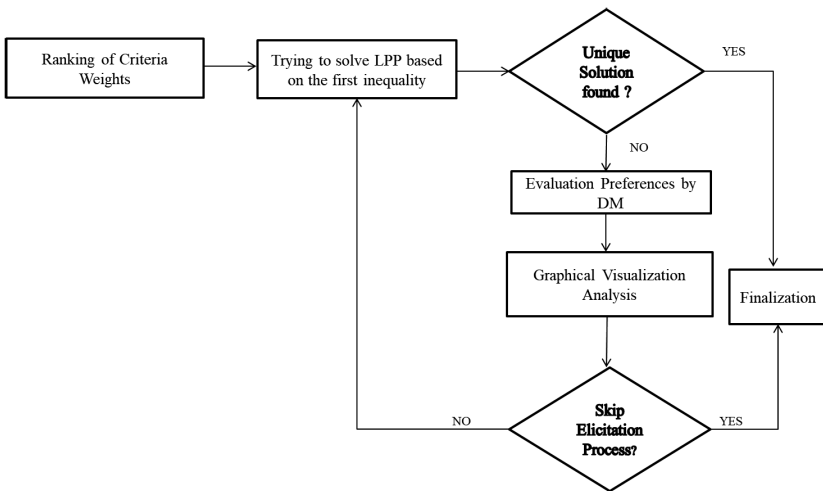 Ranking of Criteria
Weights
Trying to solve LPP based
on the first inequality
Unique
Solution
found ?
YES
NO
Evaluation Preferences by
DM
Graphical Visualization
Analysis
Finalization
Skip
Elicitation
Process?
NO
YES